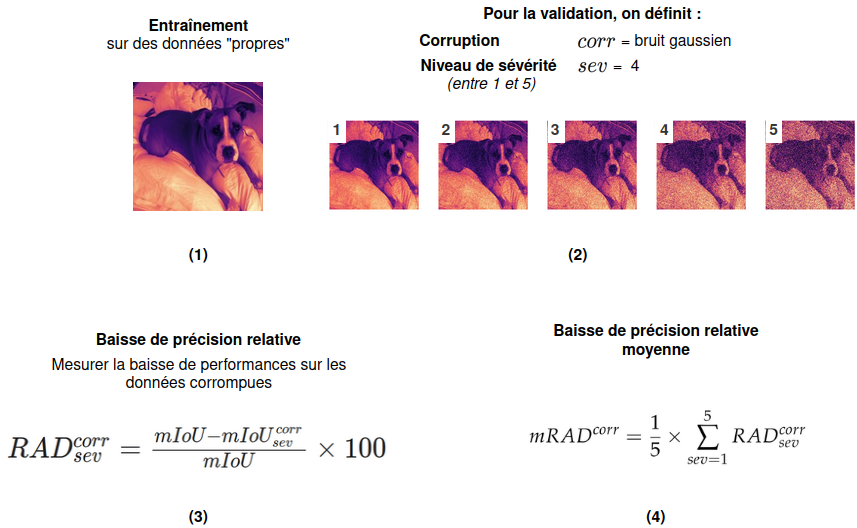 Entraînement
sur des données "propres"
(1)
Pour la validation, on définit :
Corruption corr = bruit gaussien
Niveau de sévérité sev = 4
(entre 1 et 5)
1 2 3 4 5
(2)
Baisse de précision relative
Mesurer la baisse de performances sur les
données corrompues
RAD_{sev}^{corr} = \frac{mIoU - mIoU_{sev}^{corr}}{mIoU} × 100
(3)
Baisse de précision relative
moyenne
mRAD^{corr} = \frac{1}{5} × \sum_{sev=1}^{5} RAD_{sev}^{corr}
(4)